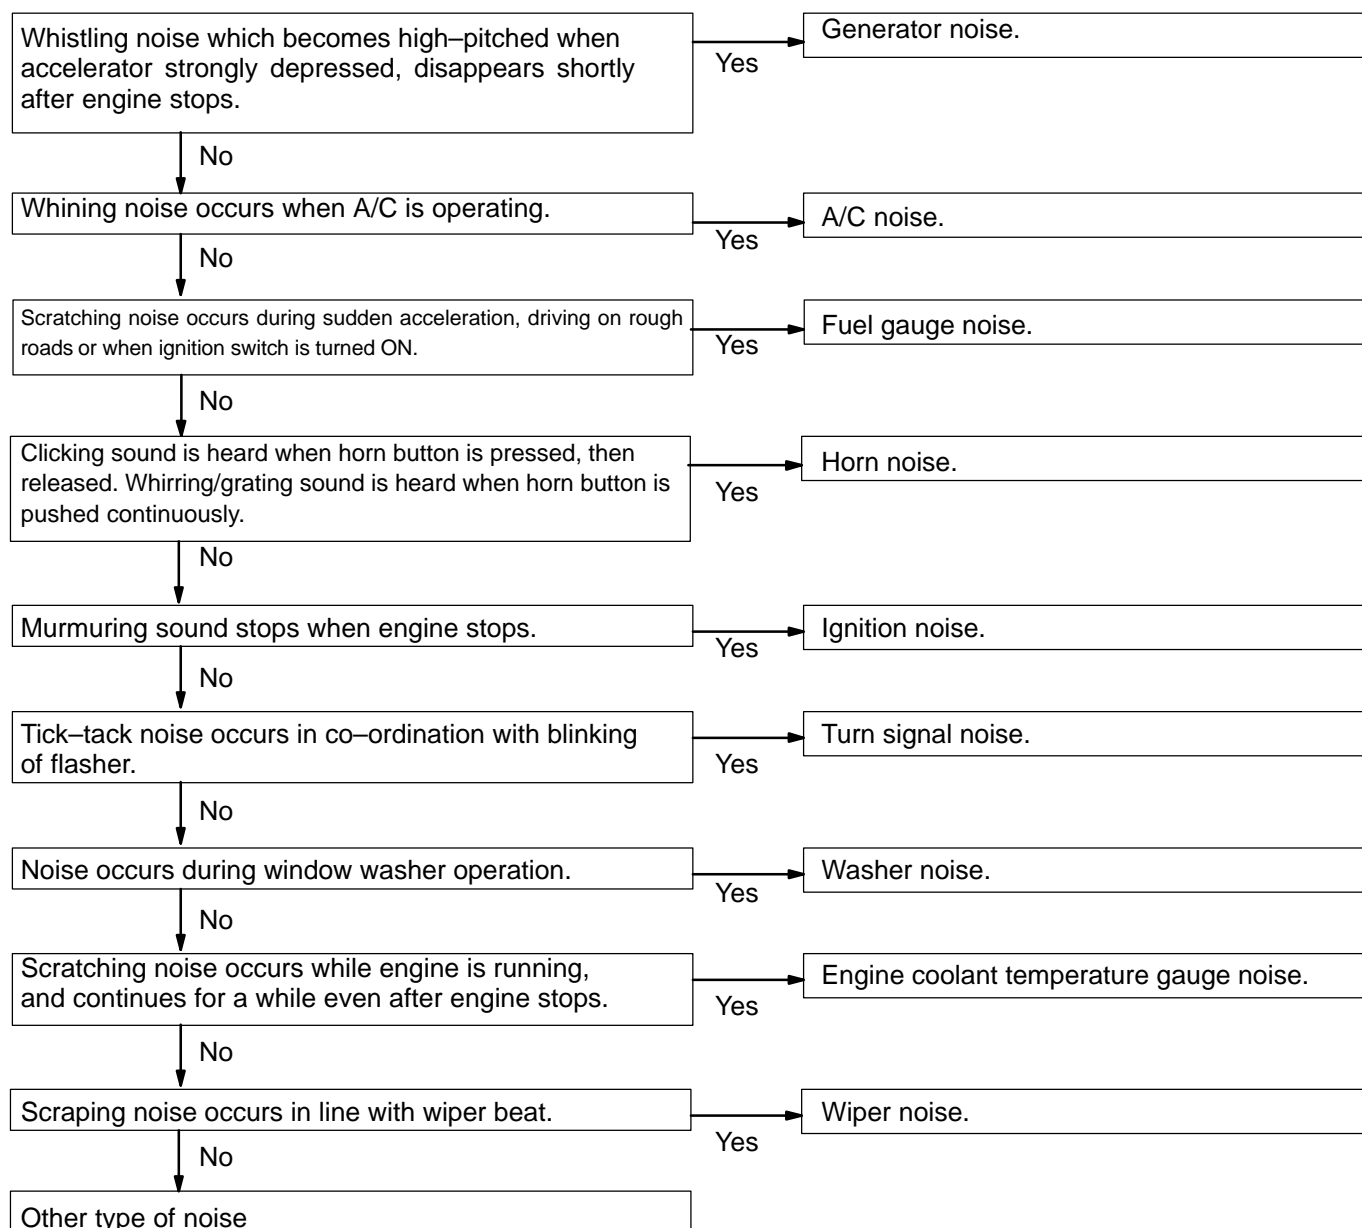 Whistling noise which becomes high–pitched when
accelerator strongly depressed, disappears shortly
after engine stops.
Yes
Generator noise.
No
Whining noise occurs when A/C is operating.
Yes
A/C noise.
No
Scratching noise occurs during sudden acceleration, driving on rough
roads or when ignition switch is turned ON.
Yes
Fuel gauge noise.
No
Clicking sound is heard when horn button is pressed, then
released. Whirring/grating sound is heard when horn button is
pushed continuously.
Yes
Horn noise.
No
Murmuring sound stops when engine stops.
Yes
Ignition noise.
No
Tick–tack noise occurs in co–ordination with blinking
of flasher.
Yes
Turn signal noise.
No
Noise occurs during window washer operation.
Yes
Washer noise.
No
Scratching noise occurs while engine is running,
and continues for a while even after engine stops.
Yes
Engine coolant temperature gauge noise.
No
Scraping noise occurs in line with wiper beat.
Yes
Wiper noise.
No
Other type of noise